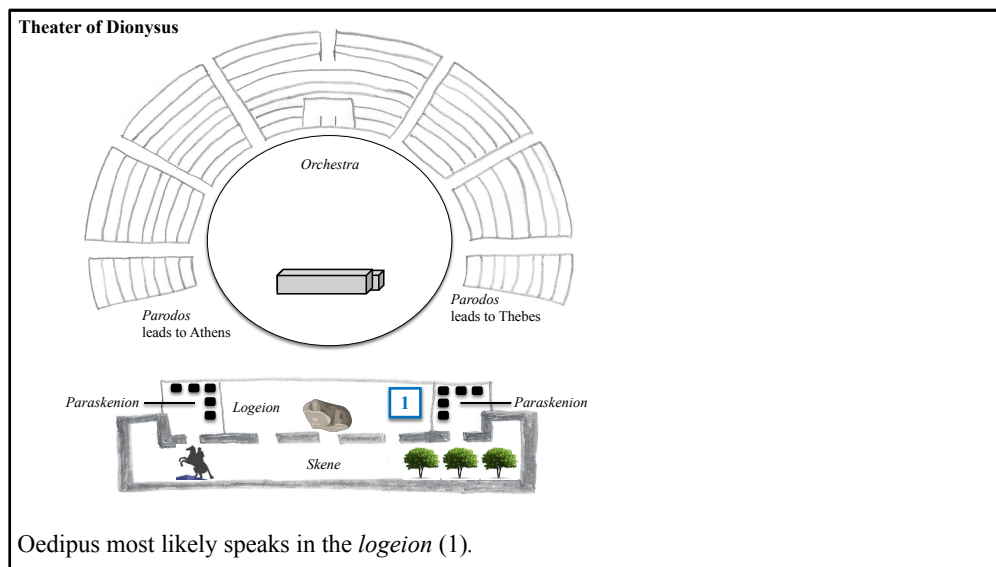 Theater of Dionysus
Orchestra
Parodos
leads to Athens
Parodos
leads to Thebes
Paraskenion
Logeion
1
Paraskenion
Skene
Oedipus most likely speaks in the logeion (1).